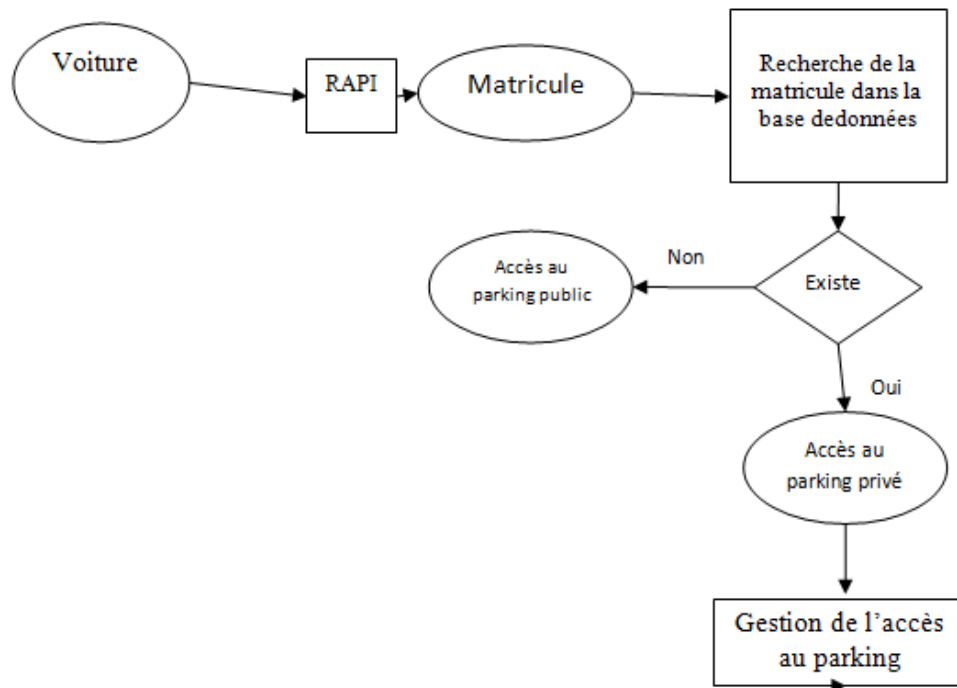 Voiture
RAPI
Matricule
Recherche de la
matricule dans la
base dedonnées
Existe
Non
Accès au
parking public
Oui
Accès au
parking privé
Gestion de l’accès
au parking